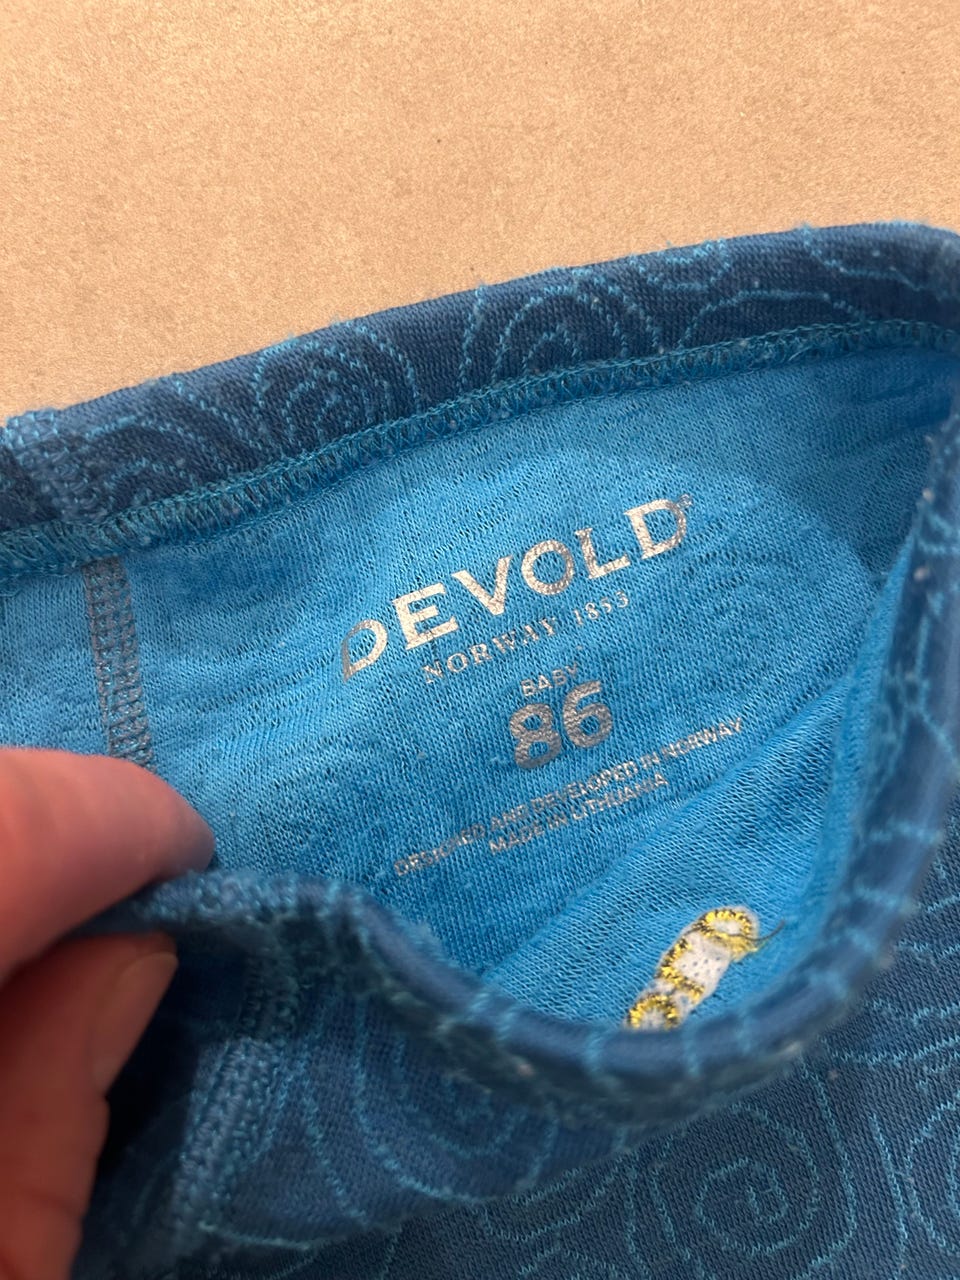 DEVOLD®
NORWAY 1853
BABY
86
DESIGNED AND DEVELOPED IN NORWAY
MADE IN LITHUANIA